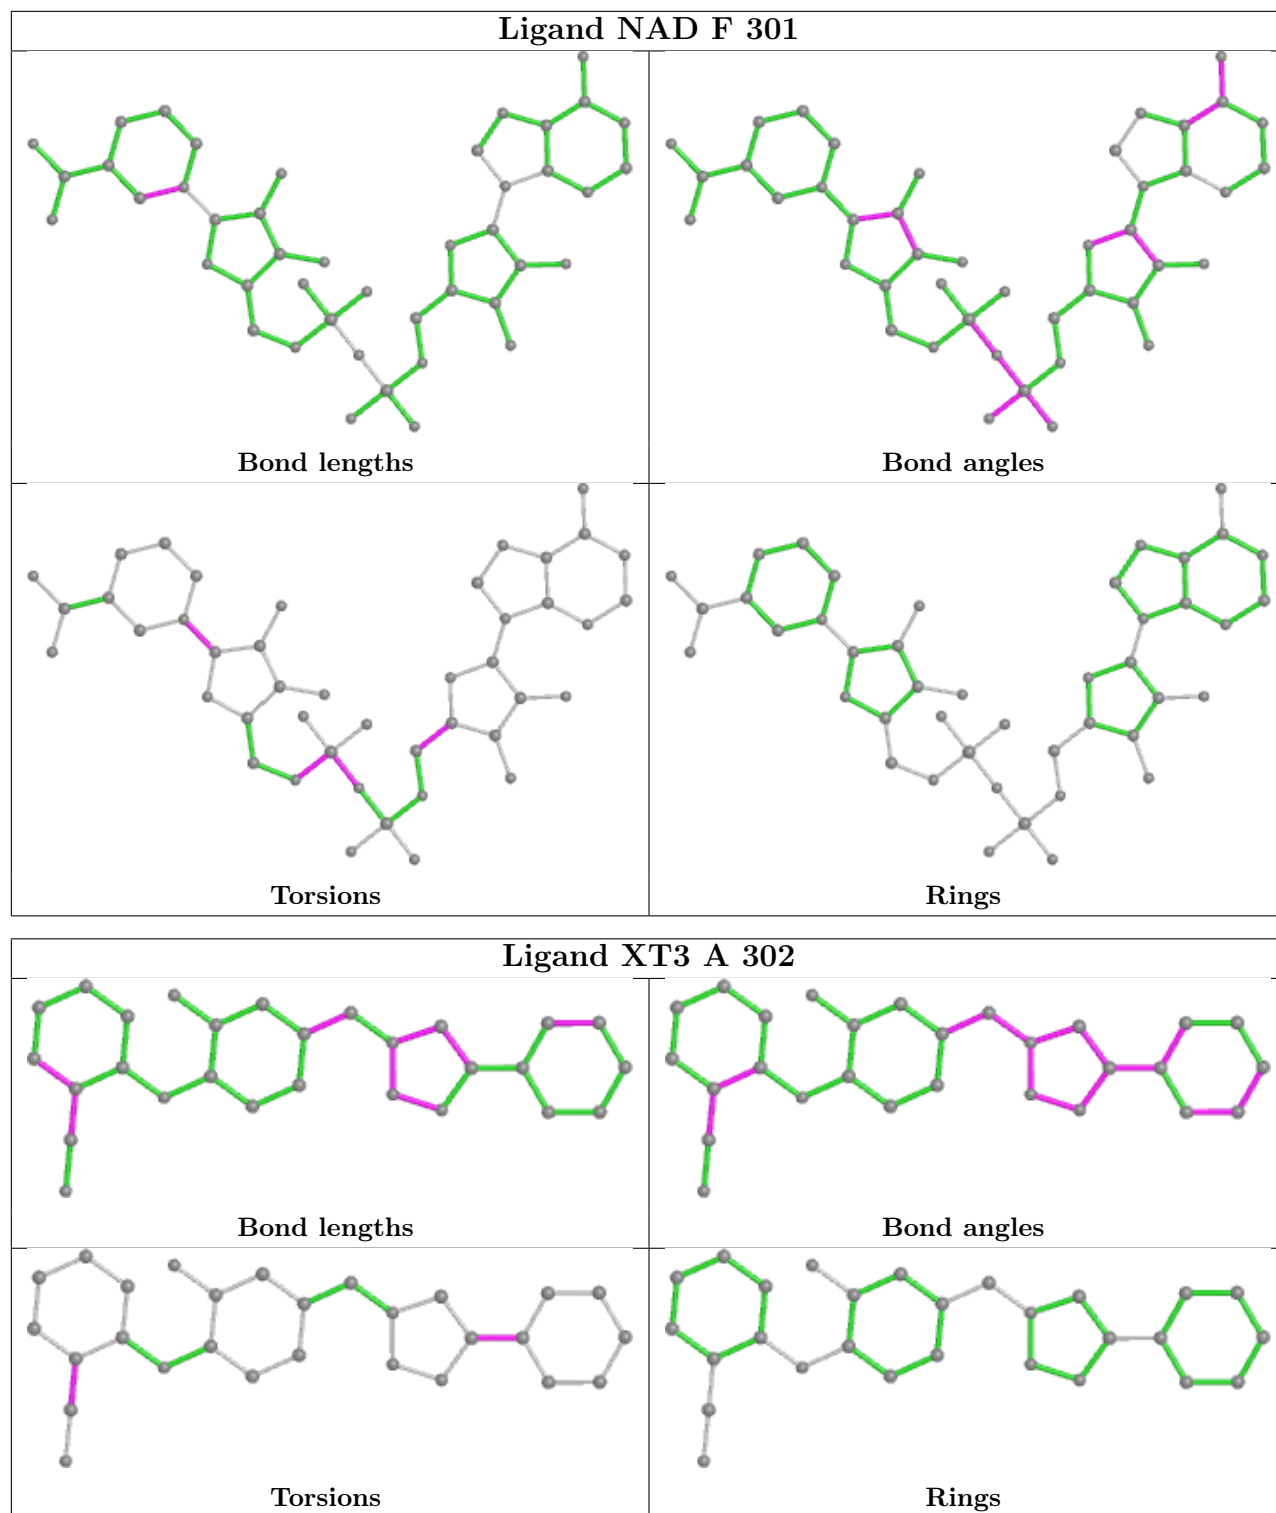 Ligand NAD F 301
Bond lengths
Bond angles
Torsions
Rings
Ligand XT3 A 302
Bond lengths
Bond angles
Torsions
Rings